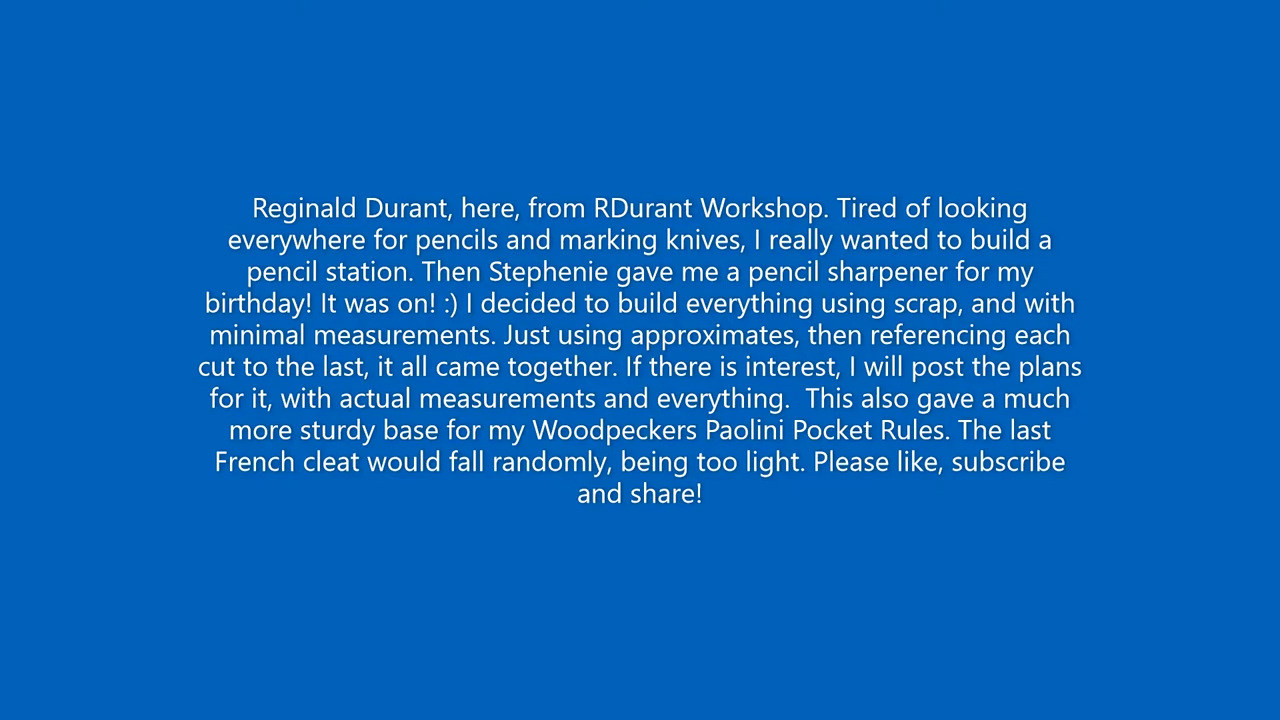 Reginald Durant, here, from RDurant Workshop. Tired of looking
everywhere for pencils and marking knives, I really wanted to build a
pencil station. Then Stephenie gave me a pencil sharpener for my
birthday! It was on! :) I decided to build everything using scrap, and with
minimal measurements. Just using approximates, then referencing each
cut to the last, it all came together. If there is interest, I will post the plans
for it, with actual measurements and everything.  This also gave a much
more sturdy base for my Woodpeckers Paolini Pocket Rules. The last
French cleat would fall randomly, being too light. Please like, subscribe
and share!